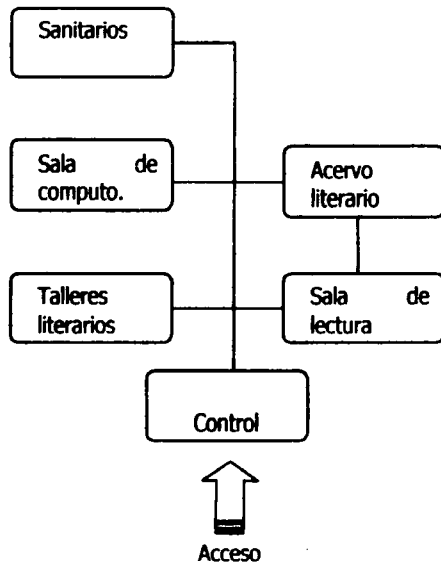 Sanitarios
Sala de
computo.
Acervo
literario
Talleres
literarios
Sala de
lectura
Control
Acceso